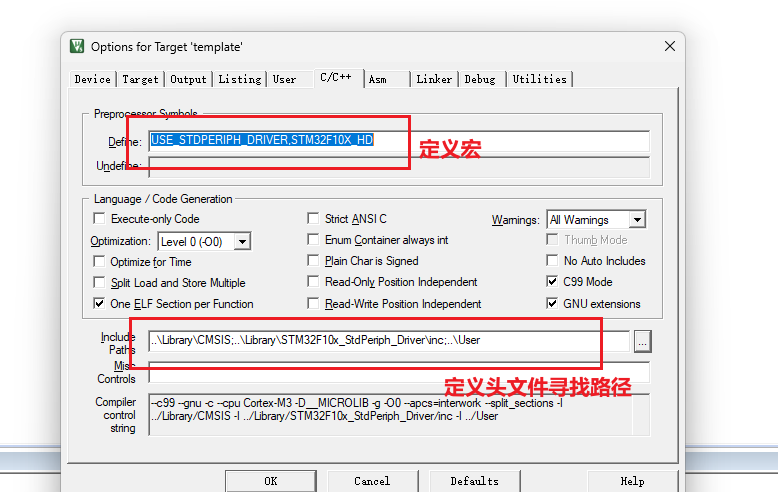 Options for Target 'template'
Device Target Output Listing User C/C++ Asm Linker Debug Utilities
Preprocessor Symbols
Define: USE_STDPERIPH_DRIVER,STM32F10X_HD
定义宏
Undefine:
Language / Code Generation
Execute-only Code Strict ANSI C Warnings: All Warnings
Optimization: Level 0 (-O0) Enum Container always int Thumb Mode
Optimize for Time Plain Char is Signed No Auto Includes
Split Load and Store Multiple Read-Only Position Independent C99 Mode
One ELF Section per Function Read-Write Position Independent GNU extensions
Include
Paths
..\Library\CMSIS;..\Library\STM32F10x_StdPeriph_Driver\inc;..\User
...
定义头文件寻找路径
Misc
Controls
Compiler
control
string
--c99 --gnu -c --cpu Cortex-M3 -D__MICROLIB -g -O0 --apcs=interwork --split_sections -I
../Library/CMSIS -I ../Library/STM32F10x_StdPeriph_Driver/inc -I ../User
OK Cancel Defaults Help